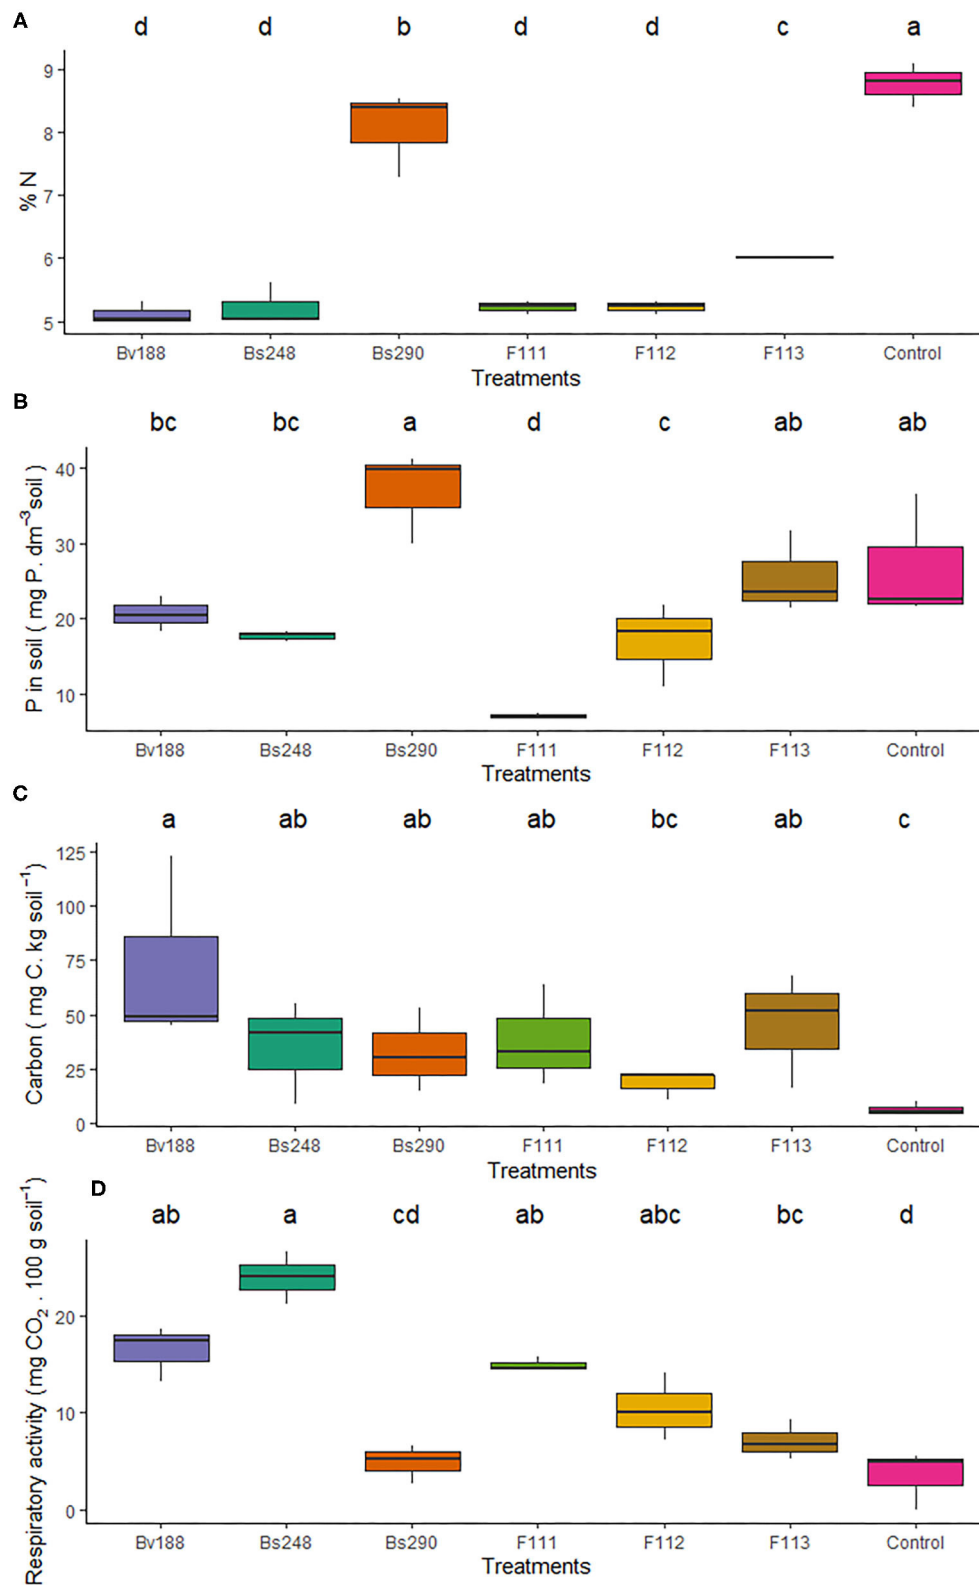 A
d d b d d c a
% N
9
8
7
6
5
Bv188 Bs248 Bs290 F111 F112 F113 Control
Treatments
B
bc bc a d c ab ab
P in soil ( mg P. dm⁻³ soil )
40
30
20
10
Bv188 Bs248 Bs290 F111 F112 F113 Control
Treatments
C
a ab ab ab bc ab c
Carbon ( mg C. kg soil⁻¹)
125
100
75
50
25
0
Bv188 Bs248 Bs290 F111 F112 F113 Control
Treatments
D
ab a cd ab abc bc d
Respiratory activity (mg CO₂ . 100 g soil⁻¹)
20
10
0
Bv188 Bs248 Bs290 F111 F112 F113 Control
Treatments